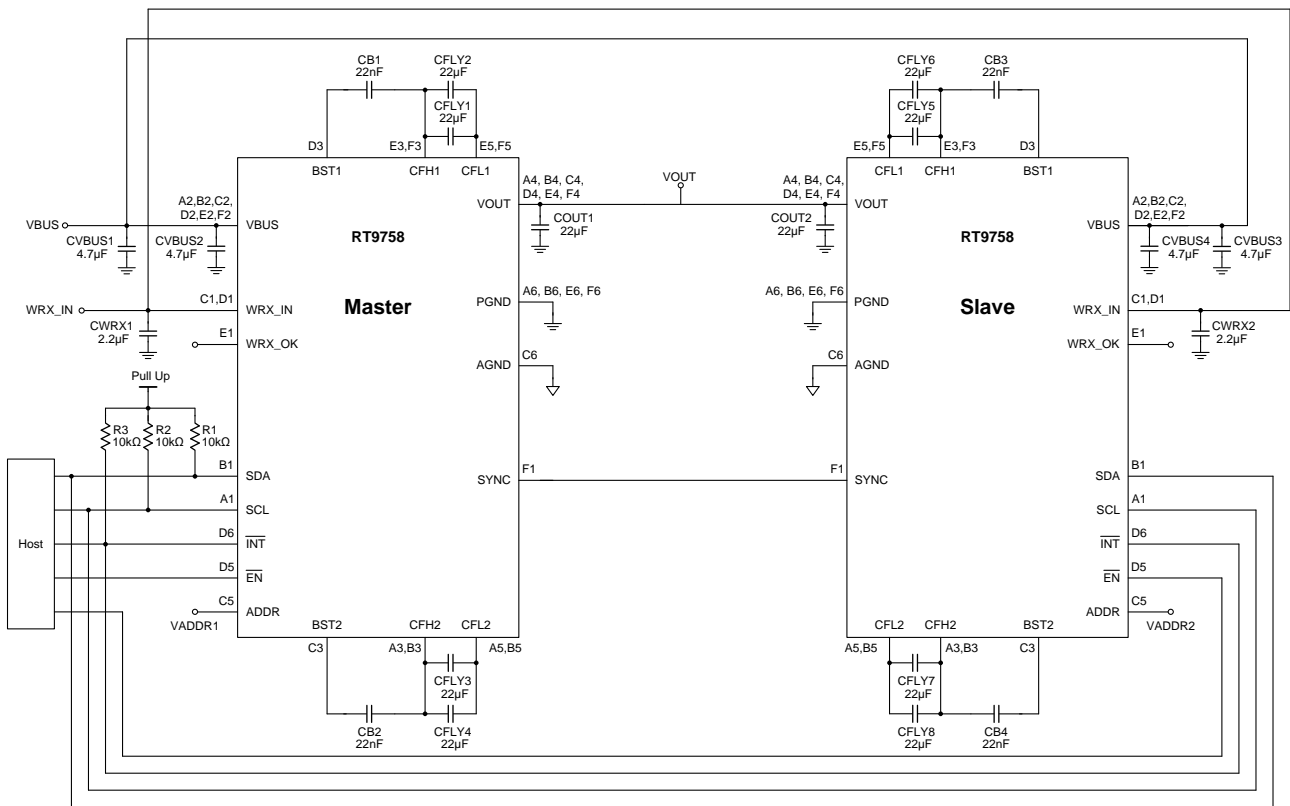 CB1
22nF
CFLY2
22µF
CFLY1
22µF
D3
E3,F3
E5,F5
BST1
CFH1
CFL1
CFLY6
22µF
CFLY5
22µF
CB3
22nF
E5,F5
E3,F3
D3
CFL1
CFH1
BST1
A2,B2,C2,
D2,E2,F2
VBUS
VBUS
CVBUS1
4.7µF
CVBUS2
4.7µF
A4, B4, C4,
D4, E4, F4
VOUT
COUT1
22µF
VOUT
A4, B4, C4,
D4, E4, F4
VOUT
COUT2
22µF
A2,B2,C2,
D2,E2,F2
VBUS
CVBUS4
4.7µF
CVBUS3
4.7µF
RT9758
RT9758
Master
Slave
WRX_IN
C1,D1
WRX_IN
CWRX1
2.2µF
E1
WRX_OK
A6, B6, E6, F6
PGND
C6
AGND
A6, B6, E6, F6
PGND
C6
AGND
C1,D1
WRX_IN
CWRX2
2.2µF
E1
WRX_OK
Pull Up
R3
10kΩ
R2
10kΩ
R1
10kΩ
Host
B1
SDA
A1
SCL
D6
INT
D5
EN
C5
ADDR
VADDR1
F1
SYNC
F1
SYNC
B1
SDA
A1
SCL
D6
INT
D5
EN
C5
ADDR
VADDR2
BST2
CFH2
CFL2
C3
A3,B3
A5,B5
CFLY3
22µF
CB2
22nF
CFLY4
22µF
CFL2
CFH2
BST2
A5,B5
A3,B3
C3
CFLY7
22µF
CFLY8
22µF
CB4
22nF